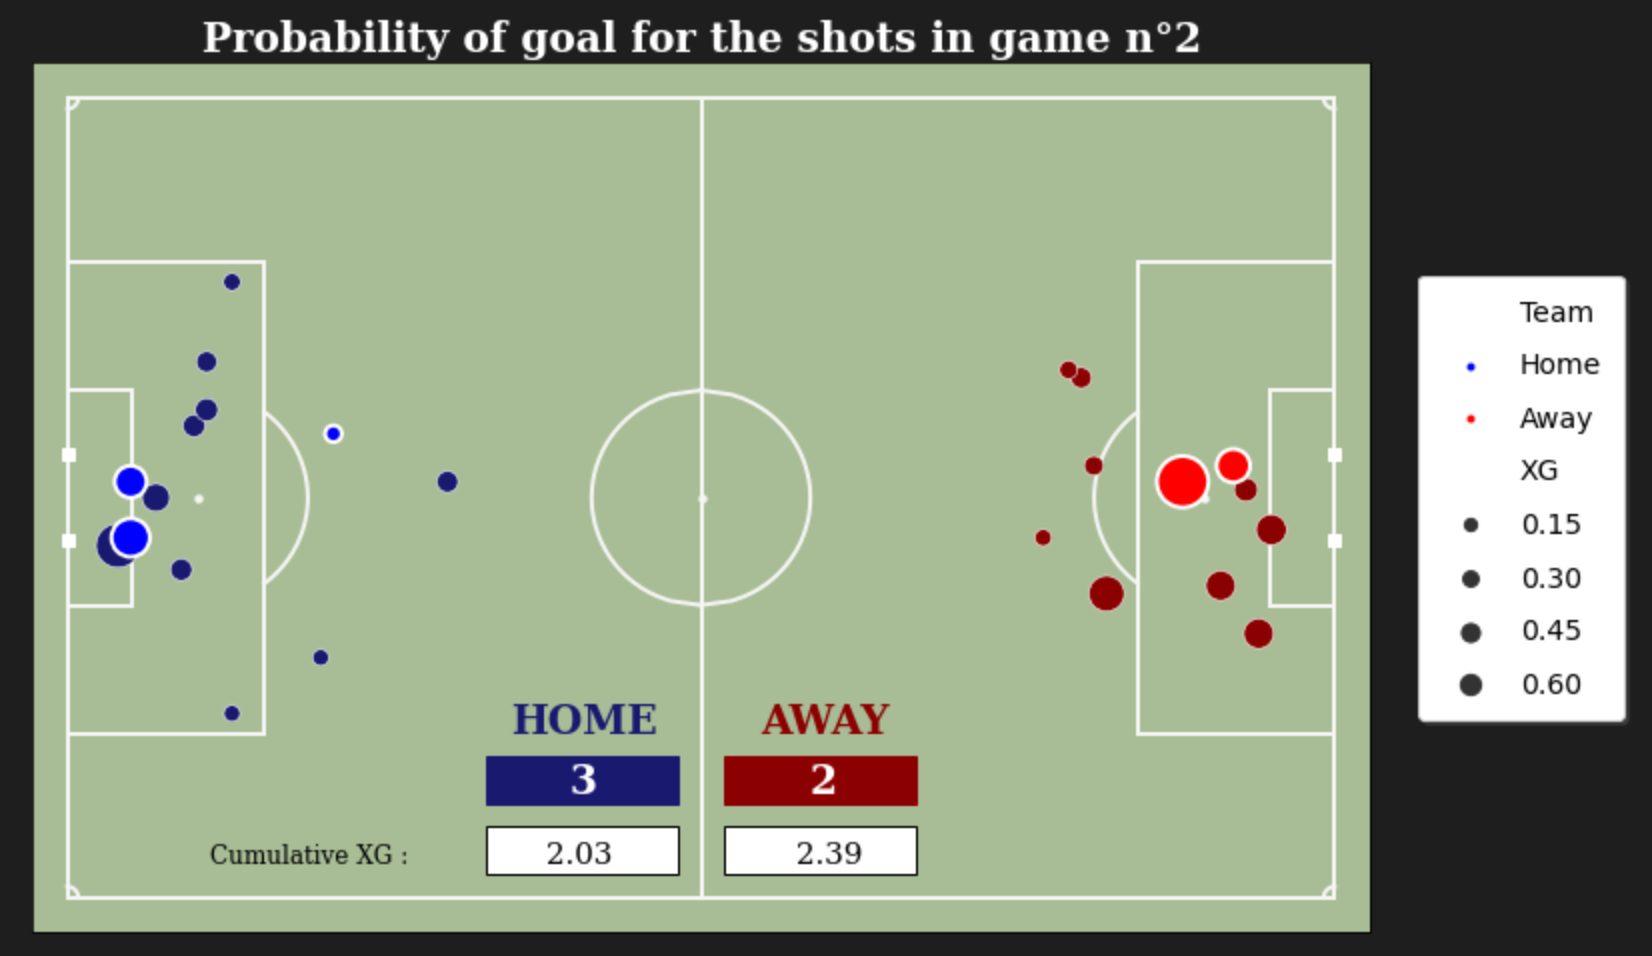 Probability of goal for the shots in game n°2
Team
Home
Away
XG
0.15
0.30
0.45
0.60
HOME AWAY
3 2
Cumulative XG : 2.03 2.39